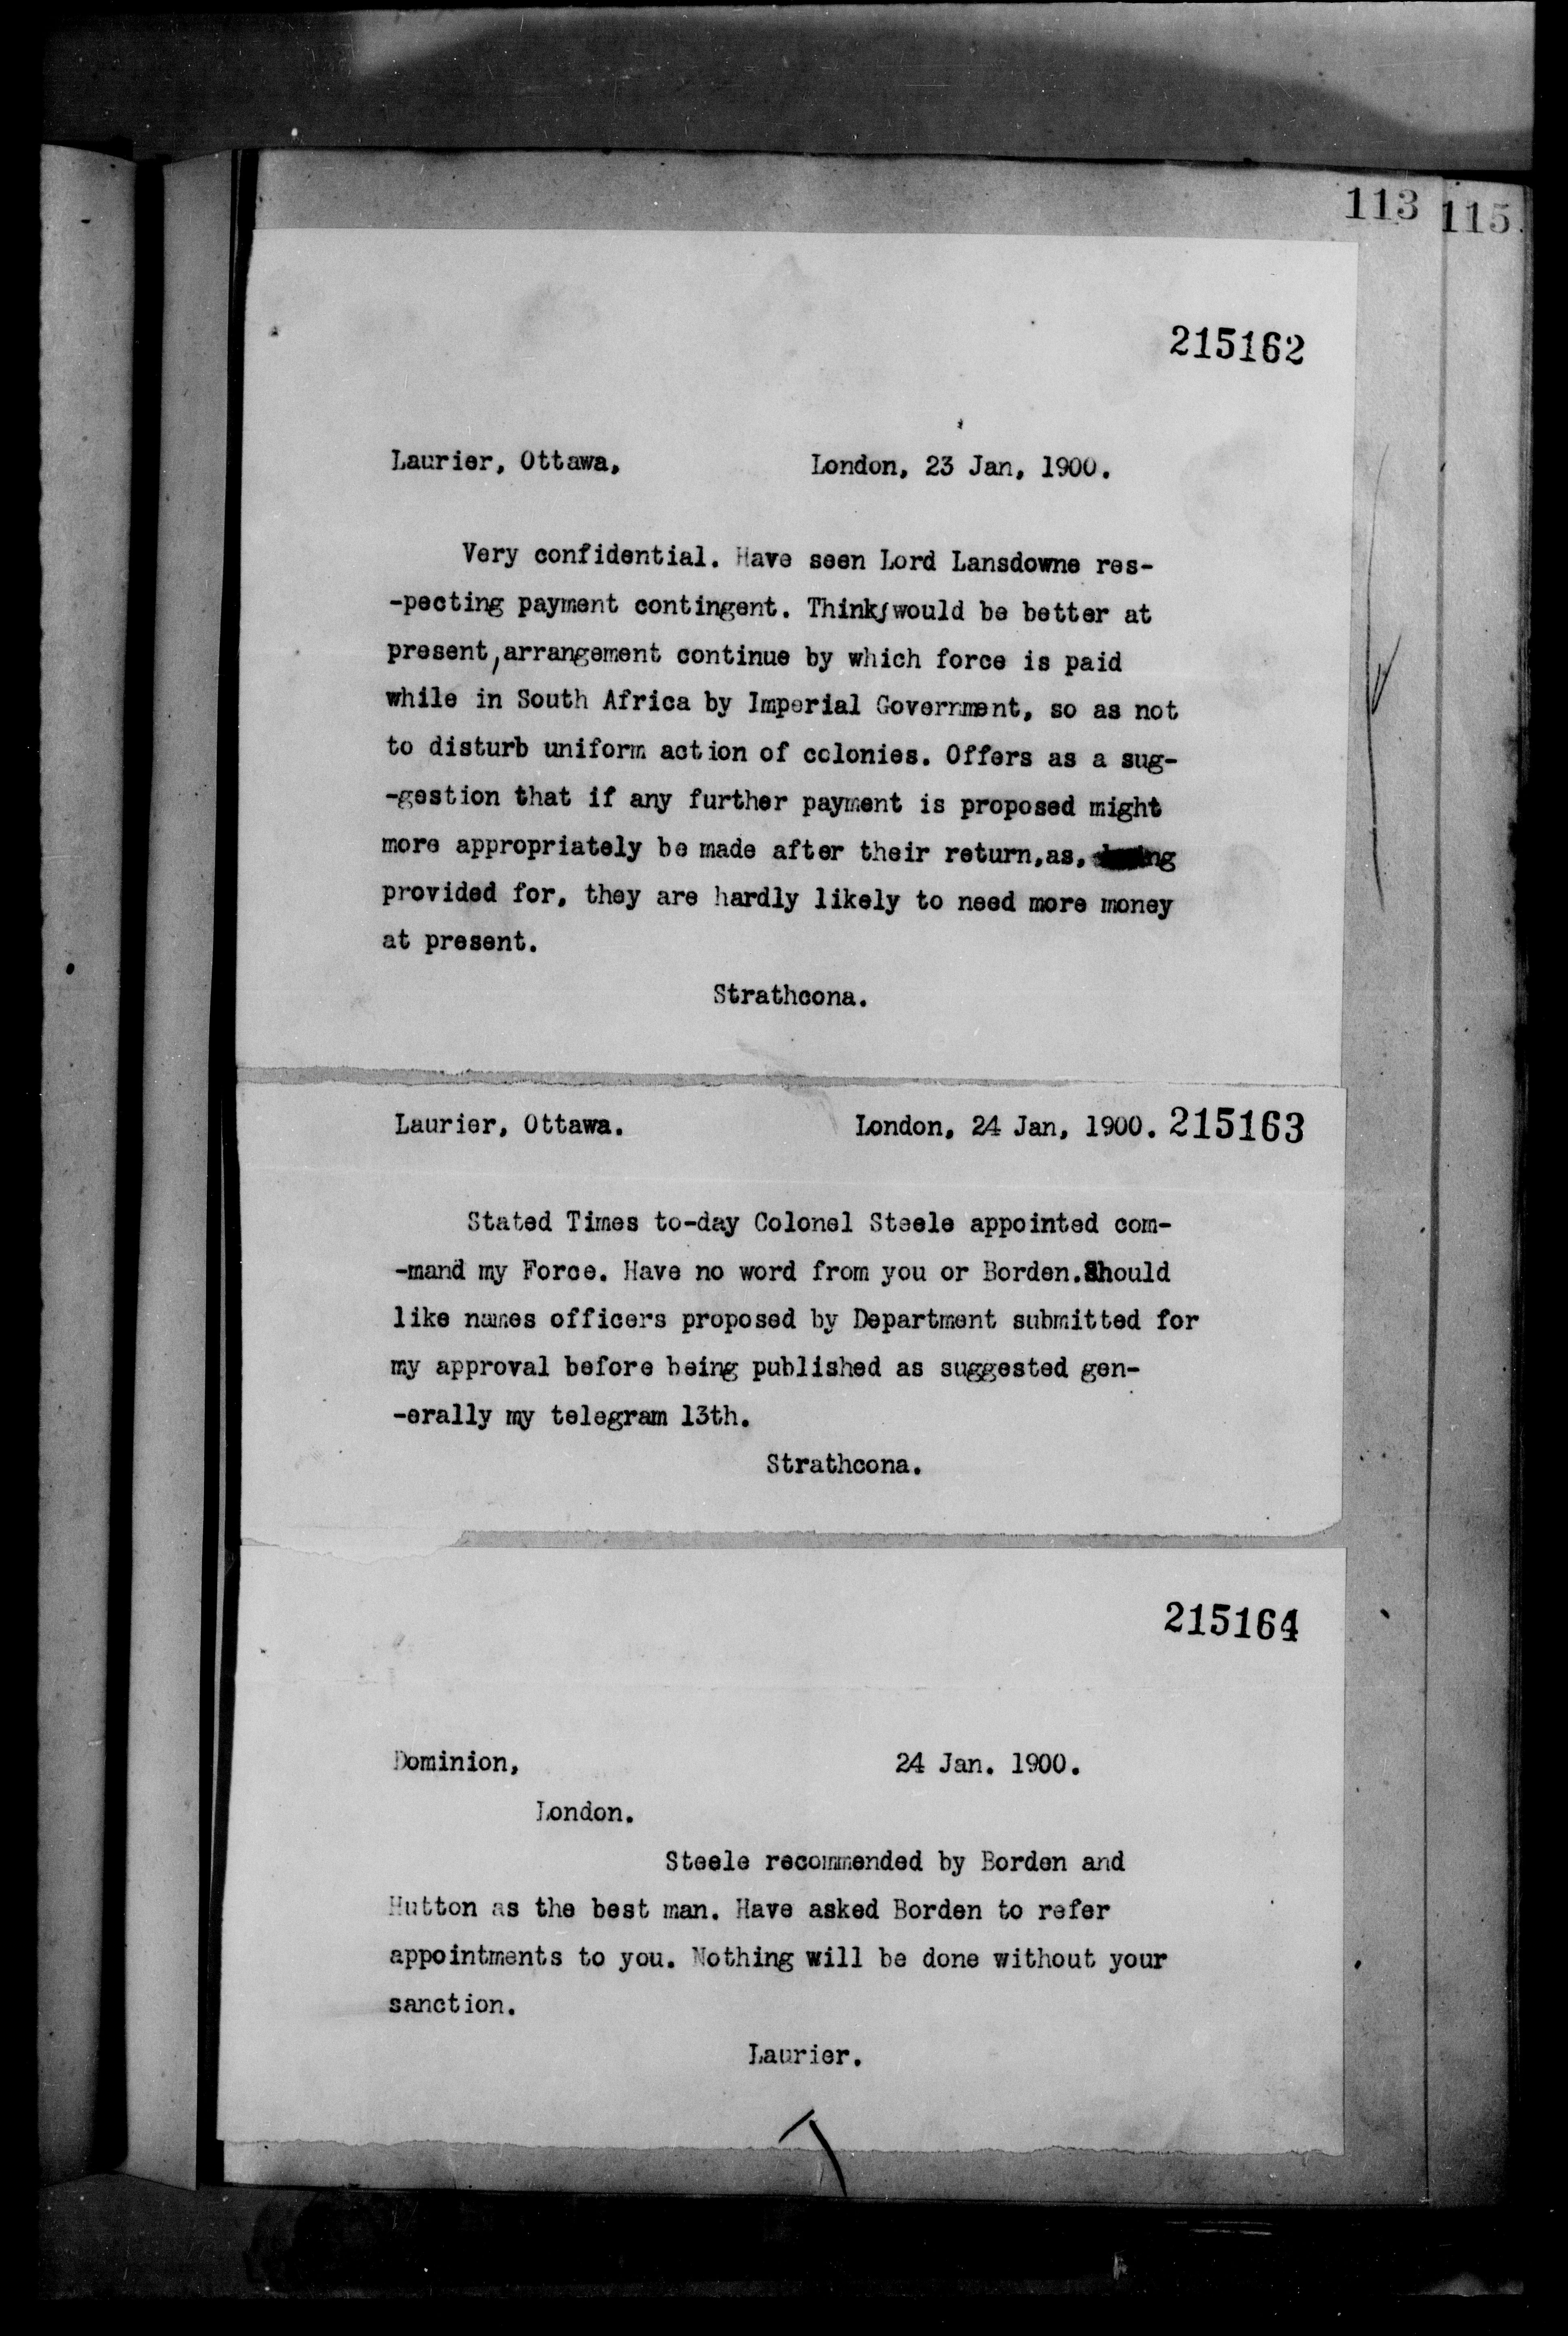 113 115.
215162
Laurier, Ottawa, London, 23 Jan, 1900.
Very confidential. Have seen Lord Lansdowne res-
-pecting payment contingent. Thinks would be better at
present, arrangement continue by which force is paid
while in South Africa by Imperial Government, so as not
to disturb uniform action of colonies. Offers as a sug-
-gestion that if any further payment is proposed might
more appropriately be made after their return, as,
provided for, they are hardly likely to need more money
at present.
Strathcona.
Laurier, Ottawa. London, 24 Jan, 1900. 215163
Stated Times to-day Colonel Steele appointed com-
-mand my Force. Have no word from you or Borden. Should
like names officers proposed by Department submitted for
my approval before being published as suggested gen-
-erally my telegram 13th.
Strathcona.
215164
Dominion, 24 Jan. 1900.
London.
Steele recommended by Borden and
Hutton as the best man. Have asked Borden to refer
appointments to you. Nothing will be done without your
sanction.
Laurier.